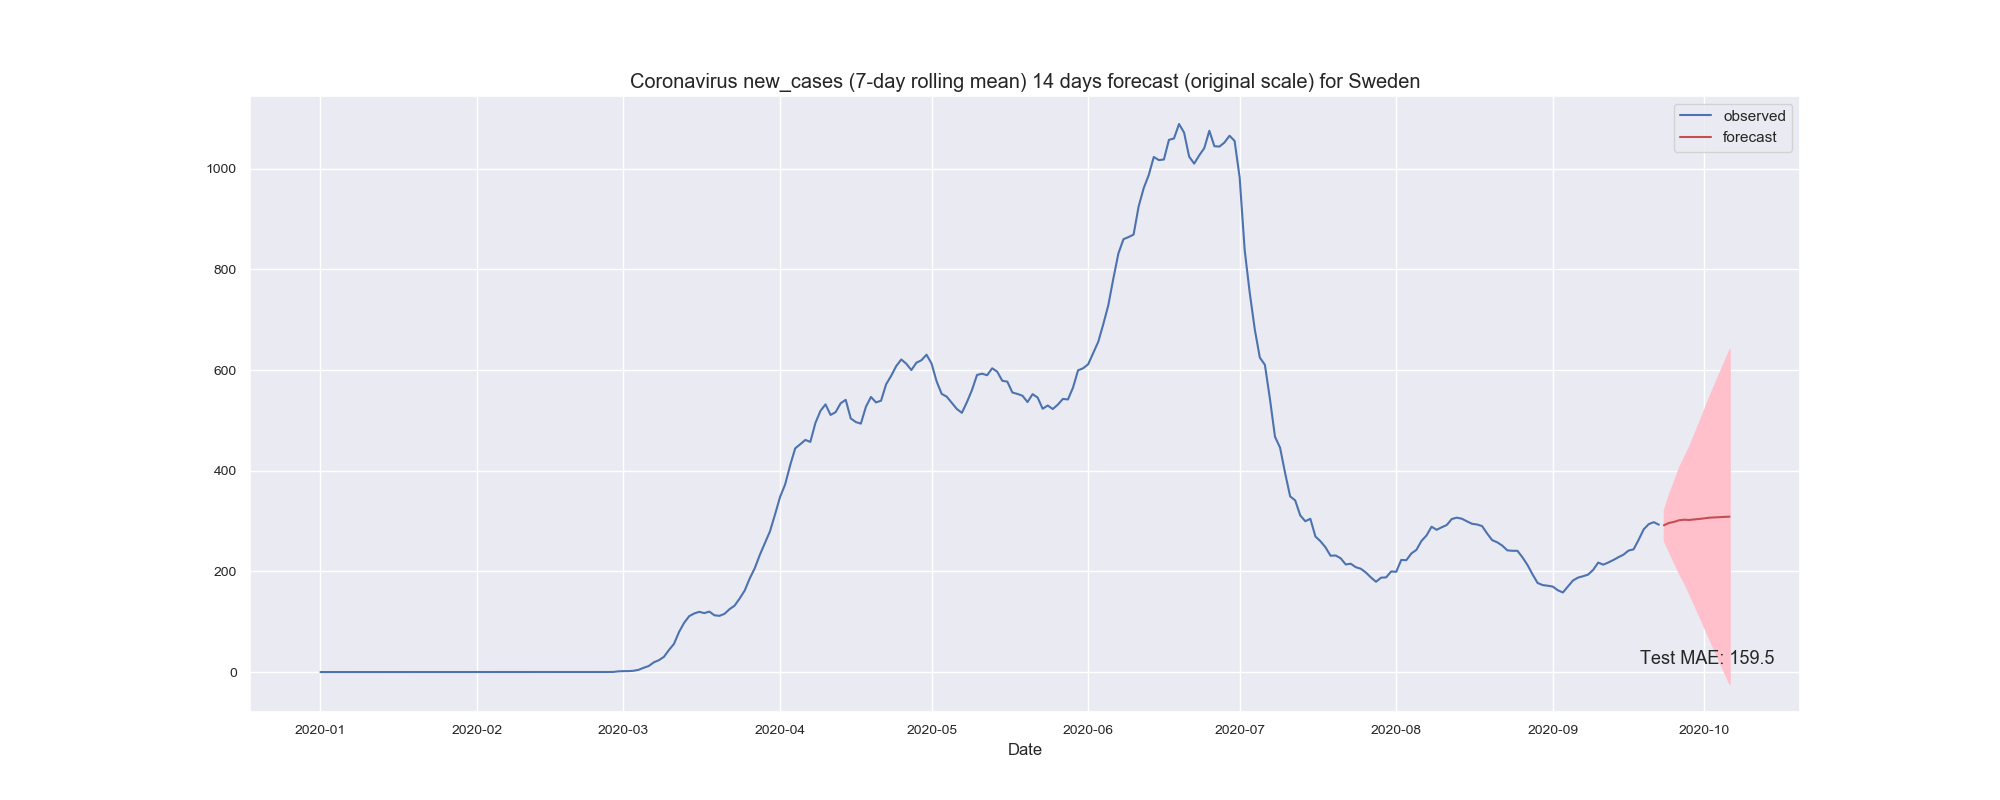 Coronavirus new_cases (7-day rolling mean) 14 days forecast (original scale) for Sweden
observed
forecast
1000
800
600
400
200
0
Test MAE: 159.5
2020-01 2020-02 2020-03 2020-04 2020-05 2020-06 2020-07 2020-08 2020-09 2020-10
Date